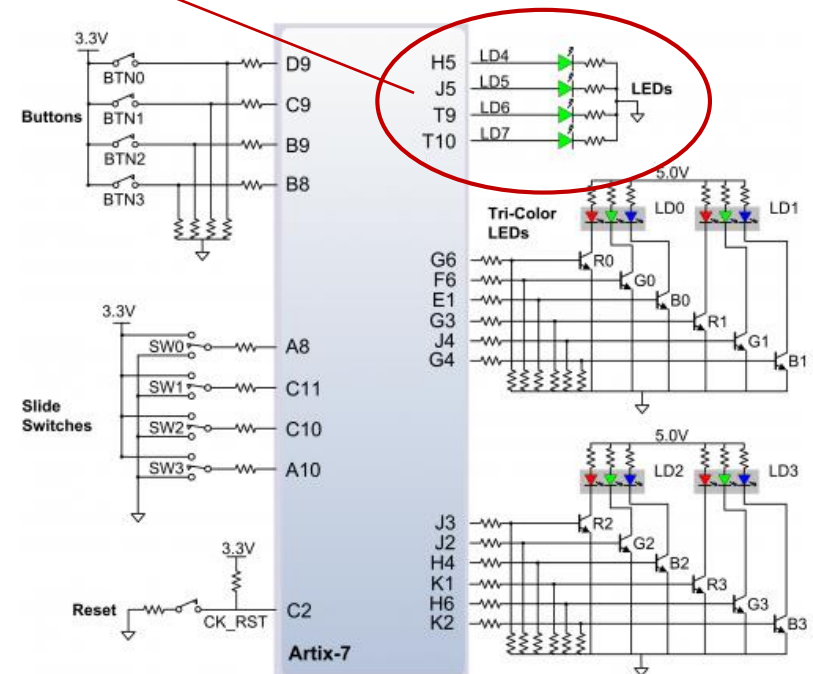 3.3V
BTN0
BTN1
BTN2
BTN3
Buttons
D9
C9
B9
B8
H5 LD4
J5 LD5
T9 LD6
T10 LD7
LEDs
5.0V
LD0
LD1
Tri-Color
LEDs
G6
F6
E1
G3
J4
G4
R0
G0
B0
R1
G1
B1
3.3V
SW0
SW1
SW2
SW3
Slide
Switches
A8
C11
C10
A10
5.0V
LD2
LD3
J3
J2
H4
K1
H6
K2
R2
G2
B2
R3
G3
B3
3.3V
Reset
CK_RST
C2
Artix-7